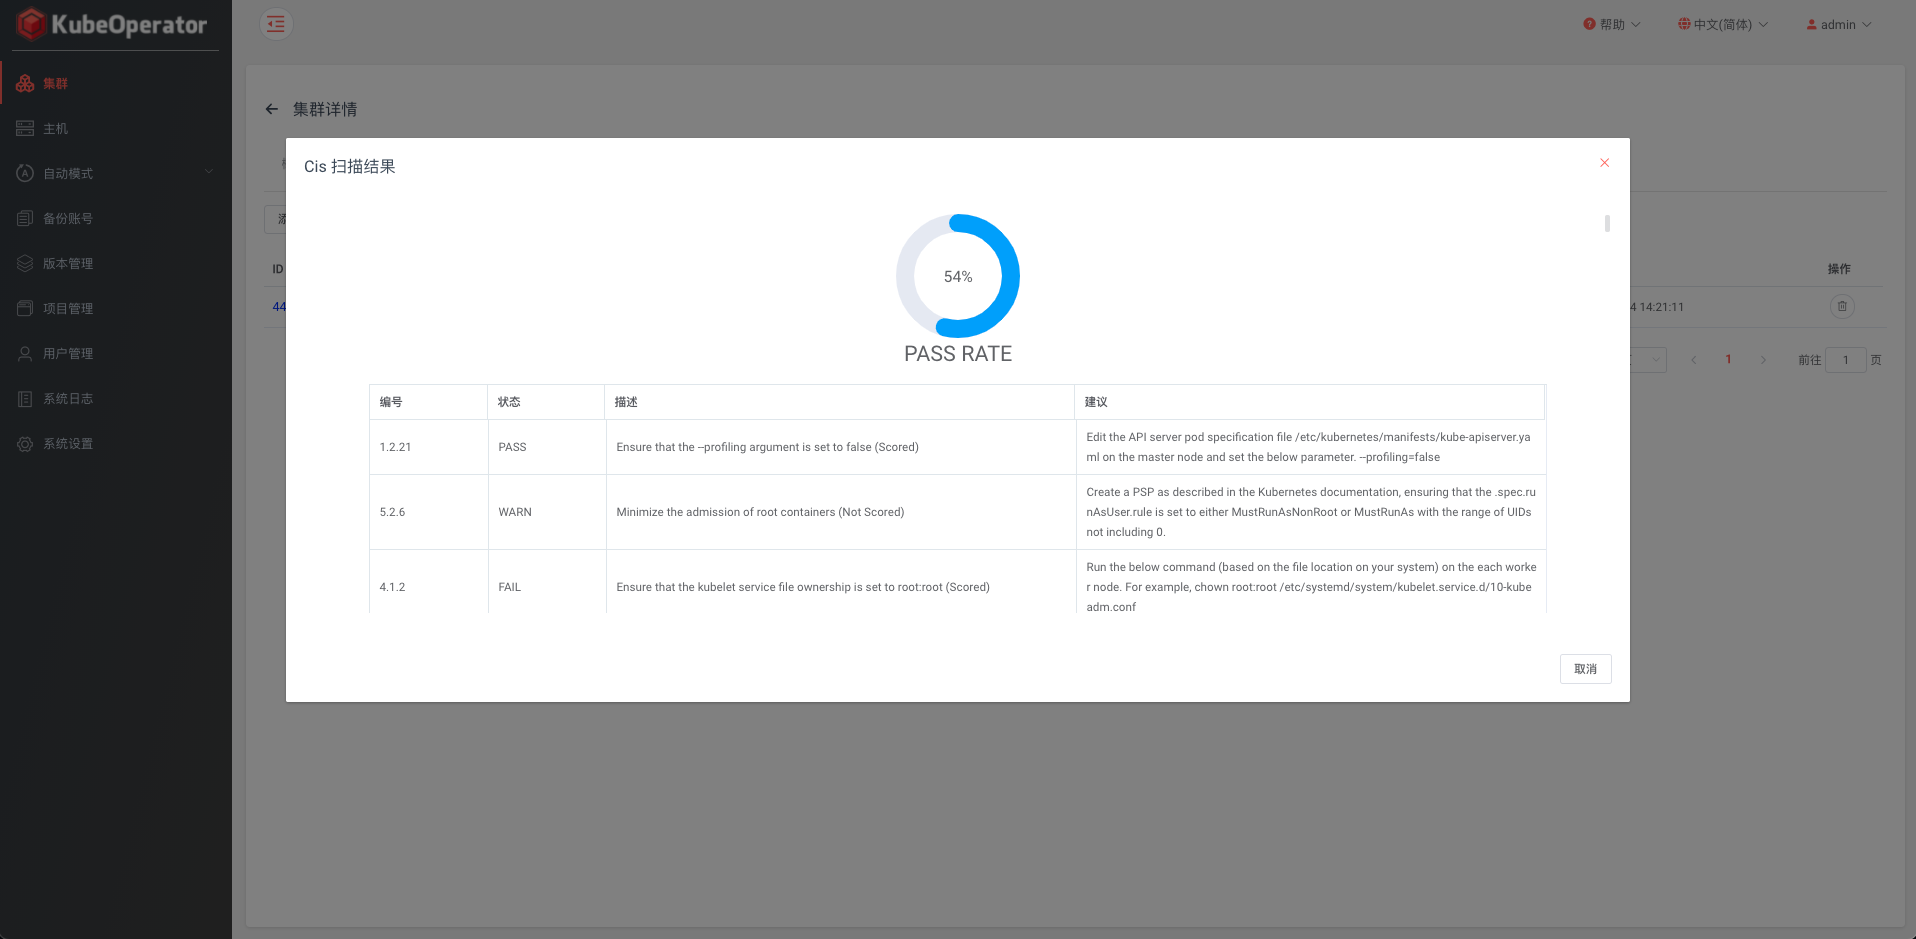 KubeOperator
帮助
中文(简体)
admin
集群
主机
自动模式
备份账号
版本管理
项目管理
用户管理
系统日志
系统设置
集群详情
ID
操作
44
4 14:21:11
1
前往 1 页
Cis 扫描结果
54%
PASS RATE
编号 状态 描述 建议
1.2.21 PASS Ensure that the --profiling argument is set to false (Scored) Edit the API server pod specification file /etc/kubernetes/manifests/kube-apiserver.ya
ml on the master node and set the below parameter. --profiling=false
5.2.6 WARN Minimize the admission of root containers (Not Scored) Create a PSP as described in the Kubernetes documentation, ensuring that the .spec.ru
nAsUser.rule is set to either MustRunAsNonRoot or MustRunAs with the range of UIDs
not including 0.
4.1.2 FAIL Ensure that the kubelet service file ownership is set to root:root (Scored) Run the below command (based on the file location on your system) on the each worke
r node. For example, chown root:root /etc/systemd/system/kubelet.service.d/10-kube
adm.conf
取消